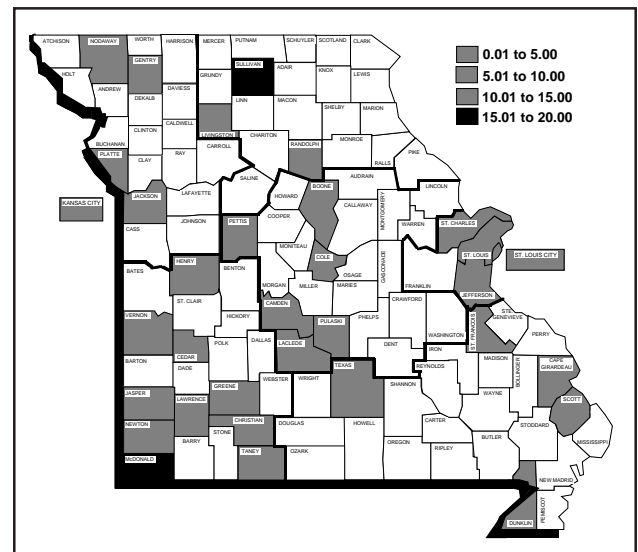 ATCHISON
NODAWAY
WORTH
HARRISON
MERCER
PUTNAM
SCHUYLER
SCOTLAND
CLARK
0.01 to 5.00
5.01 to 10.00
10.01 to 15.00
15.01 to 20.00
HOLT
GENTRY
GRUNDY
SULLIVAN
ADAIR
KNOX
LEWIS
ANDREW
DEKALB
DAVIESS
LINN
MACON
SHELBY
MARION
CLINTON
CALDWELL
LIVINGSTON
CHARITON
RANDOLPH
MONROE
RALLS
PIKE
BUCHANAN
PLATTE
CLAY
RAY
CARROLL
SALINE
HOWARD
BOONE
AUDRAIN
LINCOLN
KANSAS CITY
JACKSON
LAFAYETTE
COOPER
CALLAWAY
MONTGOMERY
WARREN
ST. CHARLES
CASS
JOHNSON
PETTIS
MONITEAU
COLE
OSAGE
GASCONADE
FRANKLIN
ST. LOUIS
ST. LOUIS CITY
JEFFERSON
BATES
HENRY
BENTON
MORGAN
MILLER
MARIES
CRAWFORD
WASHINGTON
ST. FRANCOIS
STE
GENEVIEVE
PERRY
ST. CLAIR
HICKORY
CAMDEN
PULASKI
PHELPS
DENT
IRON
VERNON
CEDAR
POLK
DALLAS
LACLEDE
TEXAS
REYNOLDS
MADISON
BOLLINGER
CAPE
GIRARDEAU
BARTON
DADE
GREENE
WEBSTER
WRIGHT
SHANNON
WAYNE
SCOTT
JASPER
LAWRENCE
CHRISTIAN
DOUGLAS
HOWELL
CARTER
STODDARD
MISSISSIPPI
NEWTON
BARRY
STONE
TANEY
OZARK
OREGON
RIPLEY
BUTLER
McDONALD
NEW MADRID
DUNKLIN
PEMISCOT